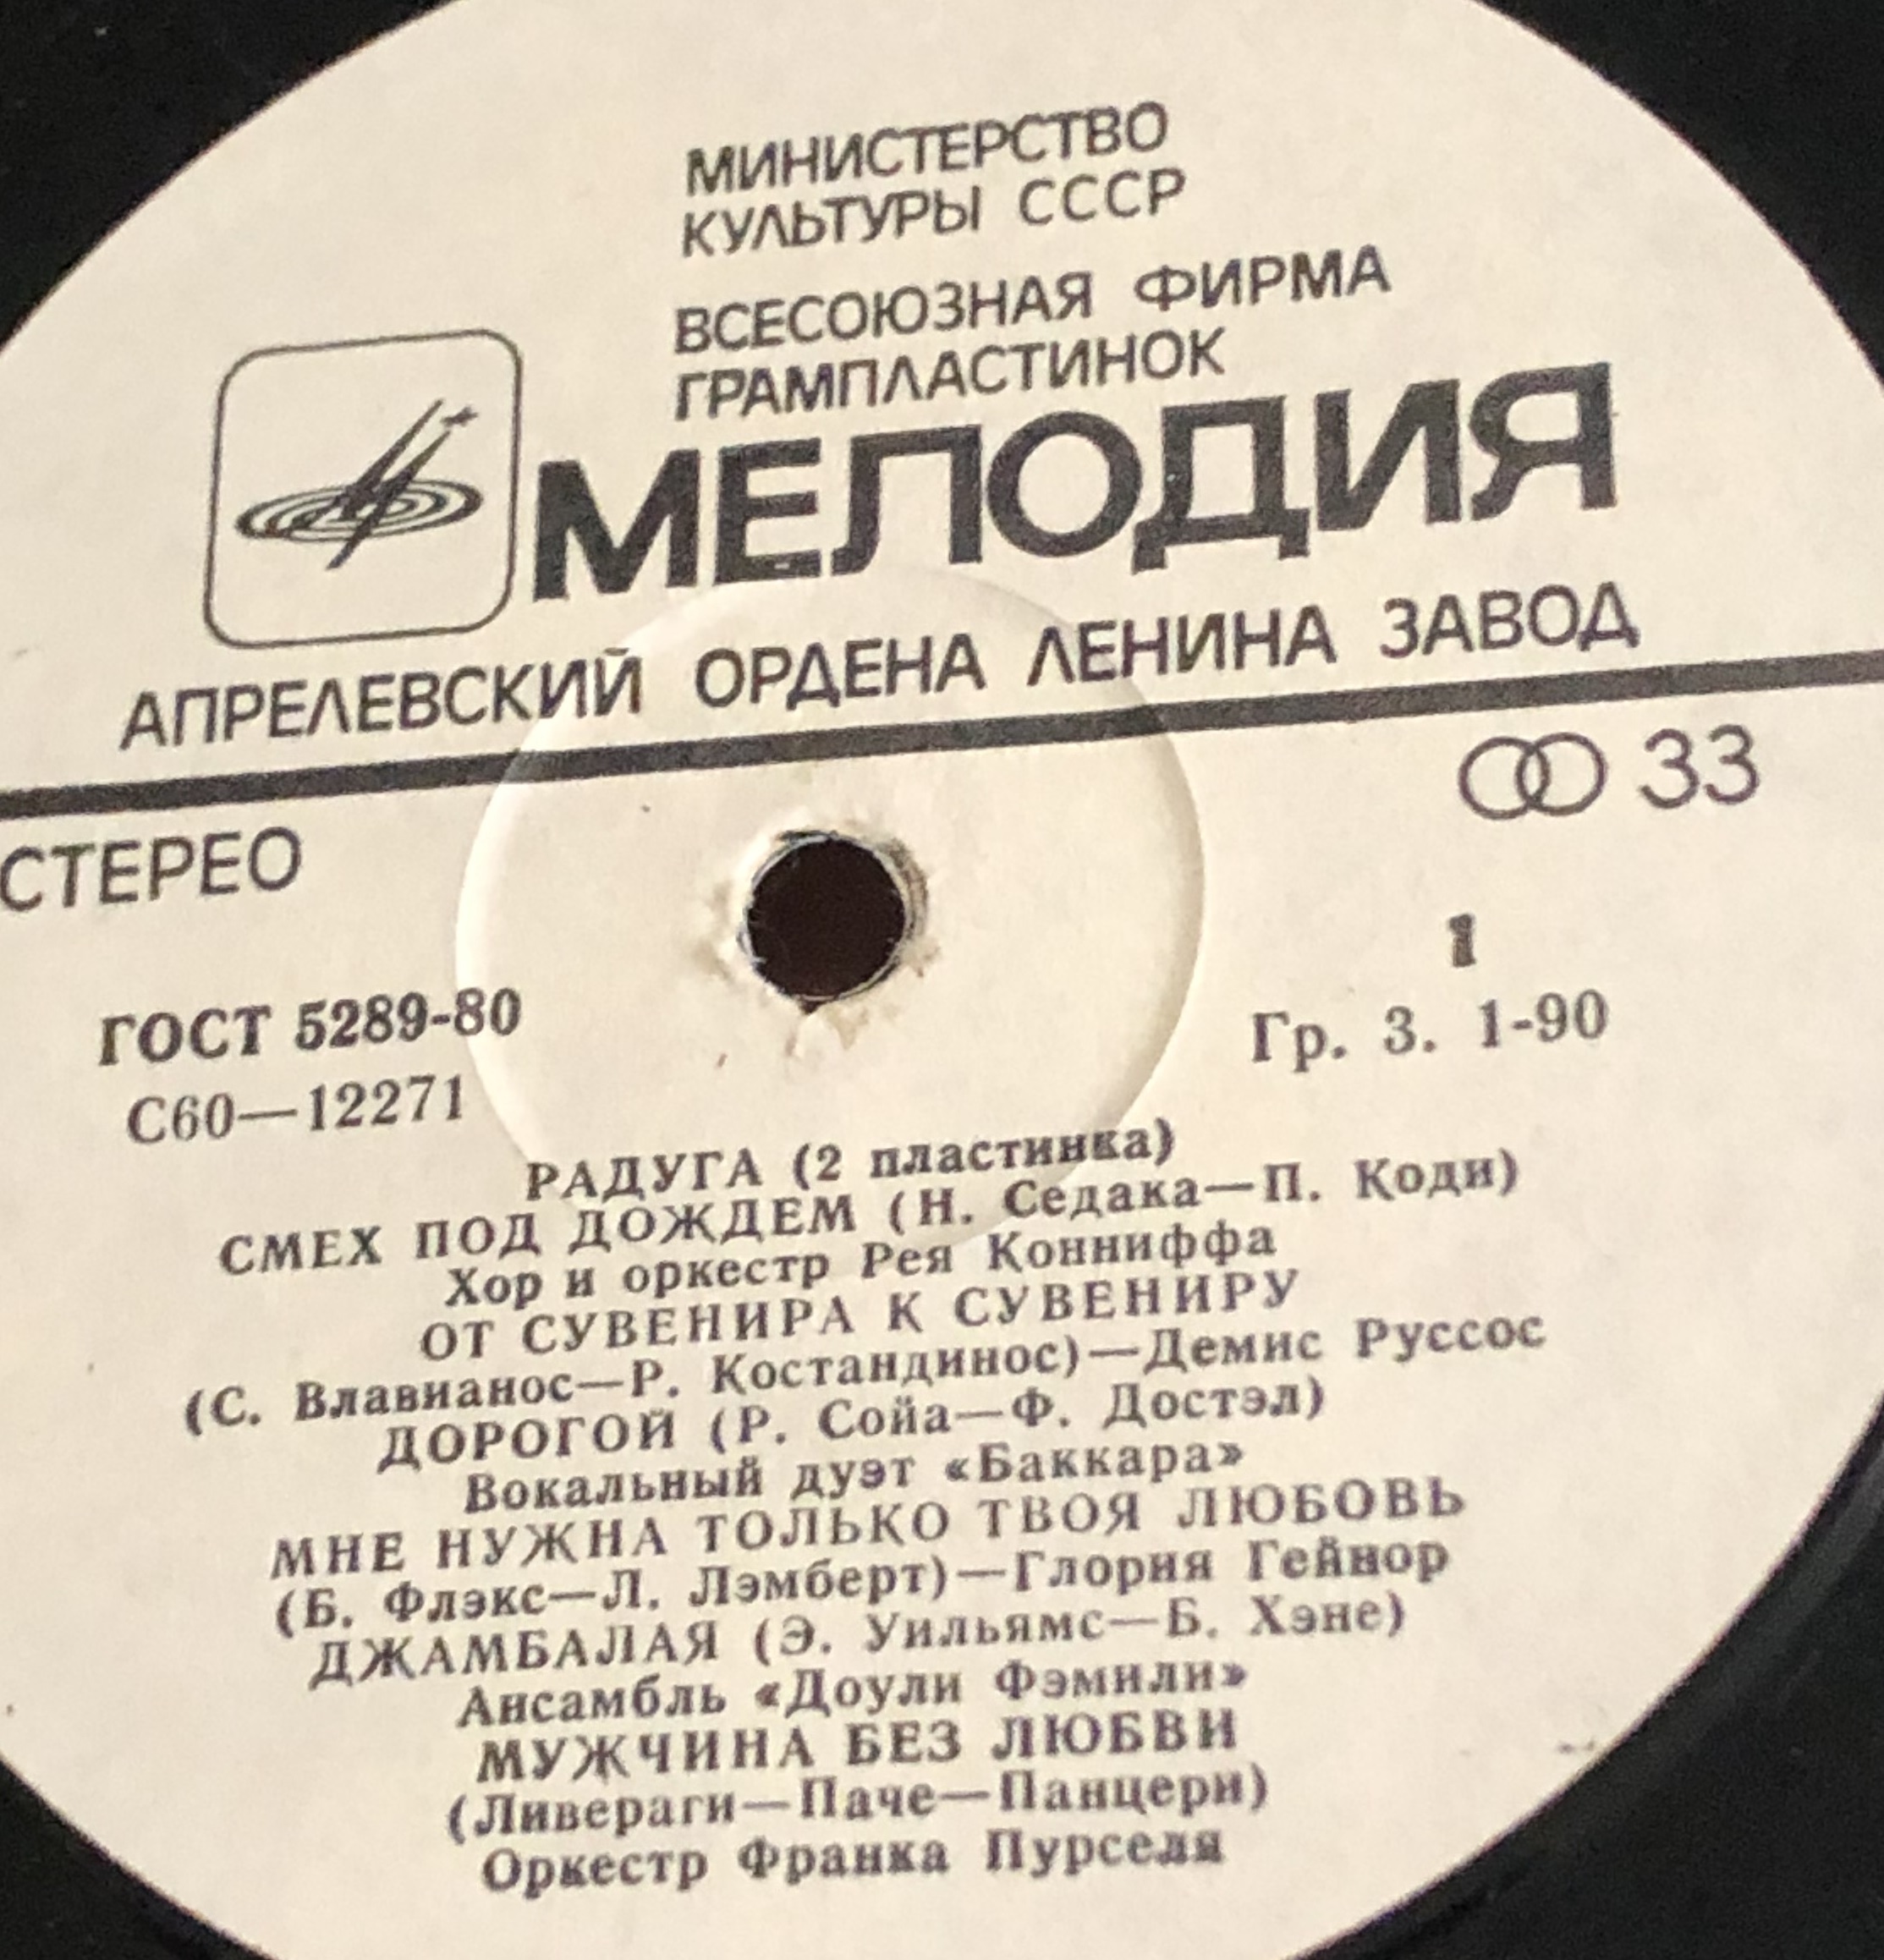 МИНИСТЕРСТВО
КУЛЬТУРЫ СССР
ВСЕСОЮЗНАЯ ФИРМА
ГРАМПЛАСТИНОК
МЕЛОДИЯ
АПРЕЛЕВСКИЙ ОРДЕНА ЛЕНИНА ЗАВОД
33
СТЕРЕО
1
ГОСТ 5289-80
Гр. 3. 1-90
С60—12271
РАДУГА (2 пластинка)
СМЕХ ПОД ДОЖДЕМ (Н. Седака—П. Коди)
Хор и оркестр Рея Конниффа
ОТ СУВЕНИРА К СУВЕНИРУ
(С. Влавианос—Р. Костандинос)—Демис Руссос
ДОРОГОЙ (Р. Сойа—Ф. Достэл)
Вокальный дуэт «Баккара»
МНЕ НУЖНА ТОЛЬКО ТВОЯ ЛЮБОВЬ
(Б. Флэкс—Л. Лэмберт)—Глория Гейнор
ДЖАМБАЛАЯ (Э. Уильямс—Б. Хэне)
Ансамбль «Доули Фэмили»
МУЖЧИНА БЕЗ ЛЮБВИ
(Ливераги—Паче—Панцери)
Оркестр Франка Пурселя